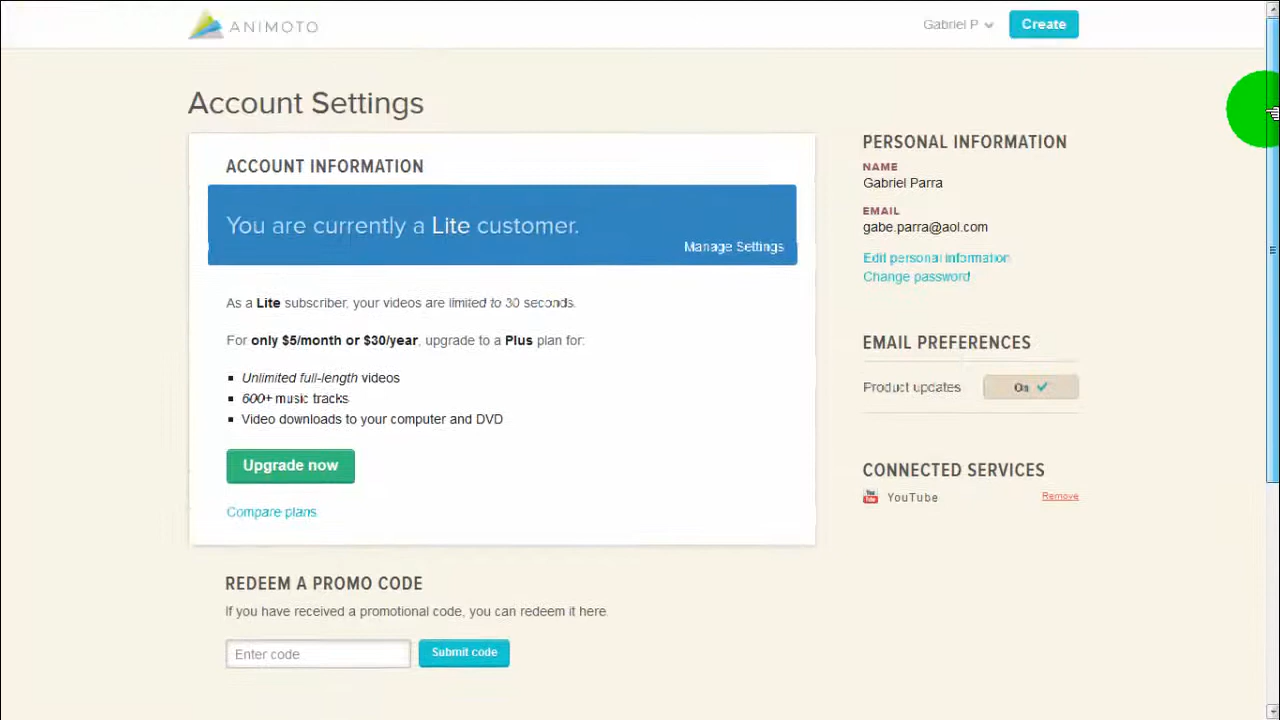 ANIMOTO
Gabriel P
Create
Account Settings
ACCOUNT INFORMATION
You are currently a Lite customer.
Manage Settings
As a Lite subscriber, your videos are limited to 30 seconds.
For only $5/month or $30/year, upgrade to a Plus plan for:
Unlimited full-length videos
600+ music tracks
Video downloads to your computer and DVD
Upgrade now
Compare plans
REDEEM A PROMO CODE
If you have received a promotional code, you can redeem it here.
Enter code
Submit code
PERSONAL INFORMATION
NAME
Gabriel Parra
EMAIL
gabe.parra@aol.com
Edit personal information
Change password
EMAIL PREFERENCES
Product updates
On
CONNECTED SERVICES
YouTube
Remove